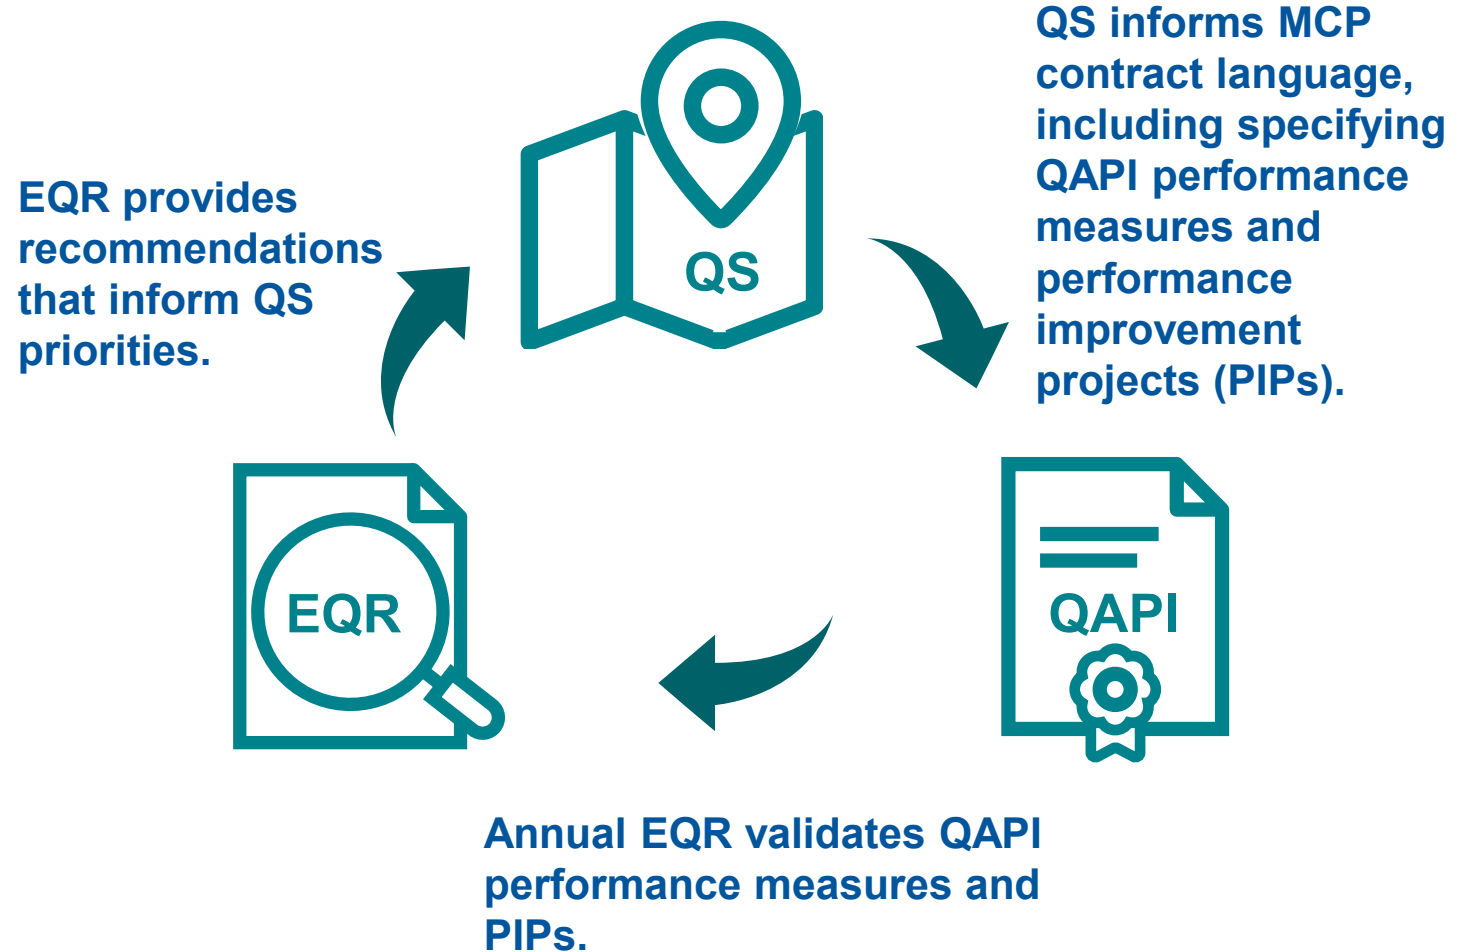 QS informs MCP
contract language,
including specifying
QAPI performance
measures and
performance
improvement
projects (PIPs).
EQR provides
recommendations
that inform QS
priorities.
QS
EQR
QAPI
Annual EQR validates QAPI
performance measures and
PIPs.